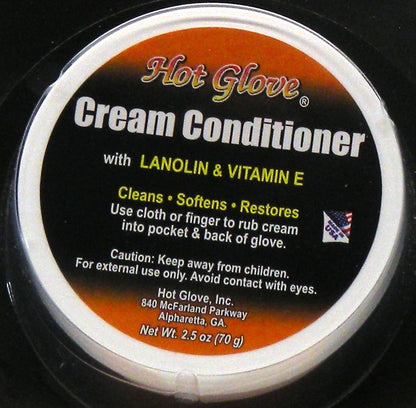 Hot Glove®
Cream Conditioner
with LANOLIN & VITAMIN E
Cleans • Softens • Restores
Use cloth or finger to rub cream
into pocket & back of glove.
Caution: Keep away from children.
For external use only. Avoid contact with eyes.
Hot Glove, Inc.
840 McFarland Parkway
Alpharetta, GA.
Net Wt. 2.5 oz (70 g)